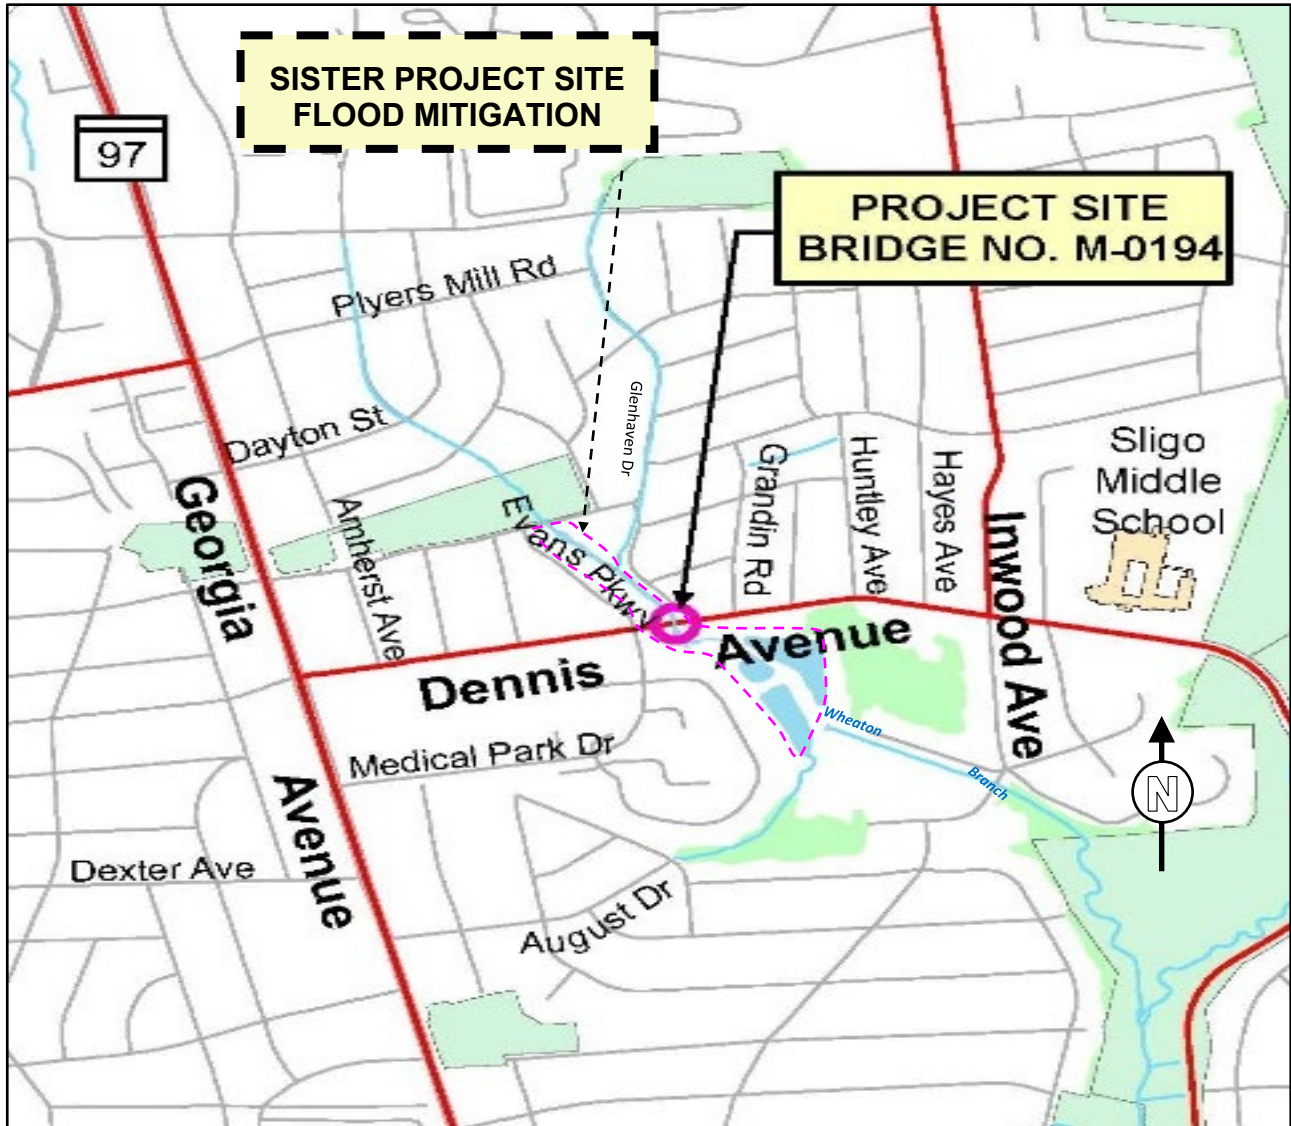 SISTER PROJECT SITE
FLOOD MITIGATION
97
PROJECT SITE
BRIDGE NO. M-0194
Plyers Mill Rd
Glenhaven Dr
Dayton St
Georgia
Amherst Ave
Evans Pkwy
Grandin Rd
Huntley Ave
Hayes Ave
Inwood Ave
Sligo
Middle
School
Dennis
Avenue
Medical Park Dr
Wheaton
Branch
N
Avenue
Dexter Ave
August Dr